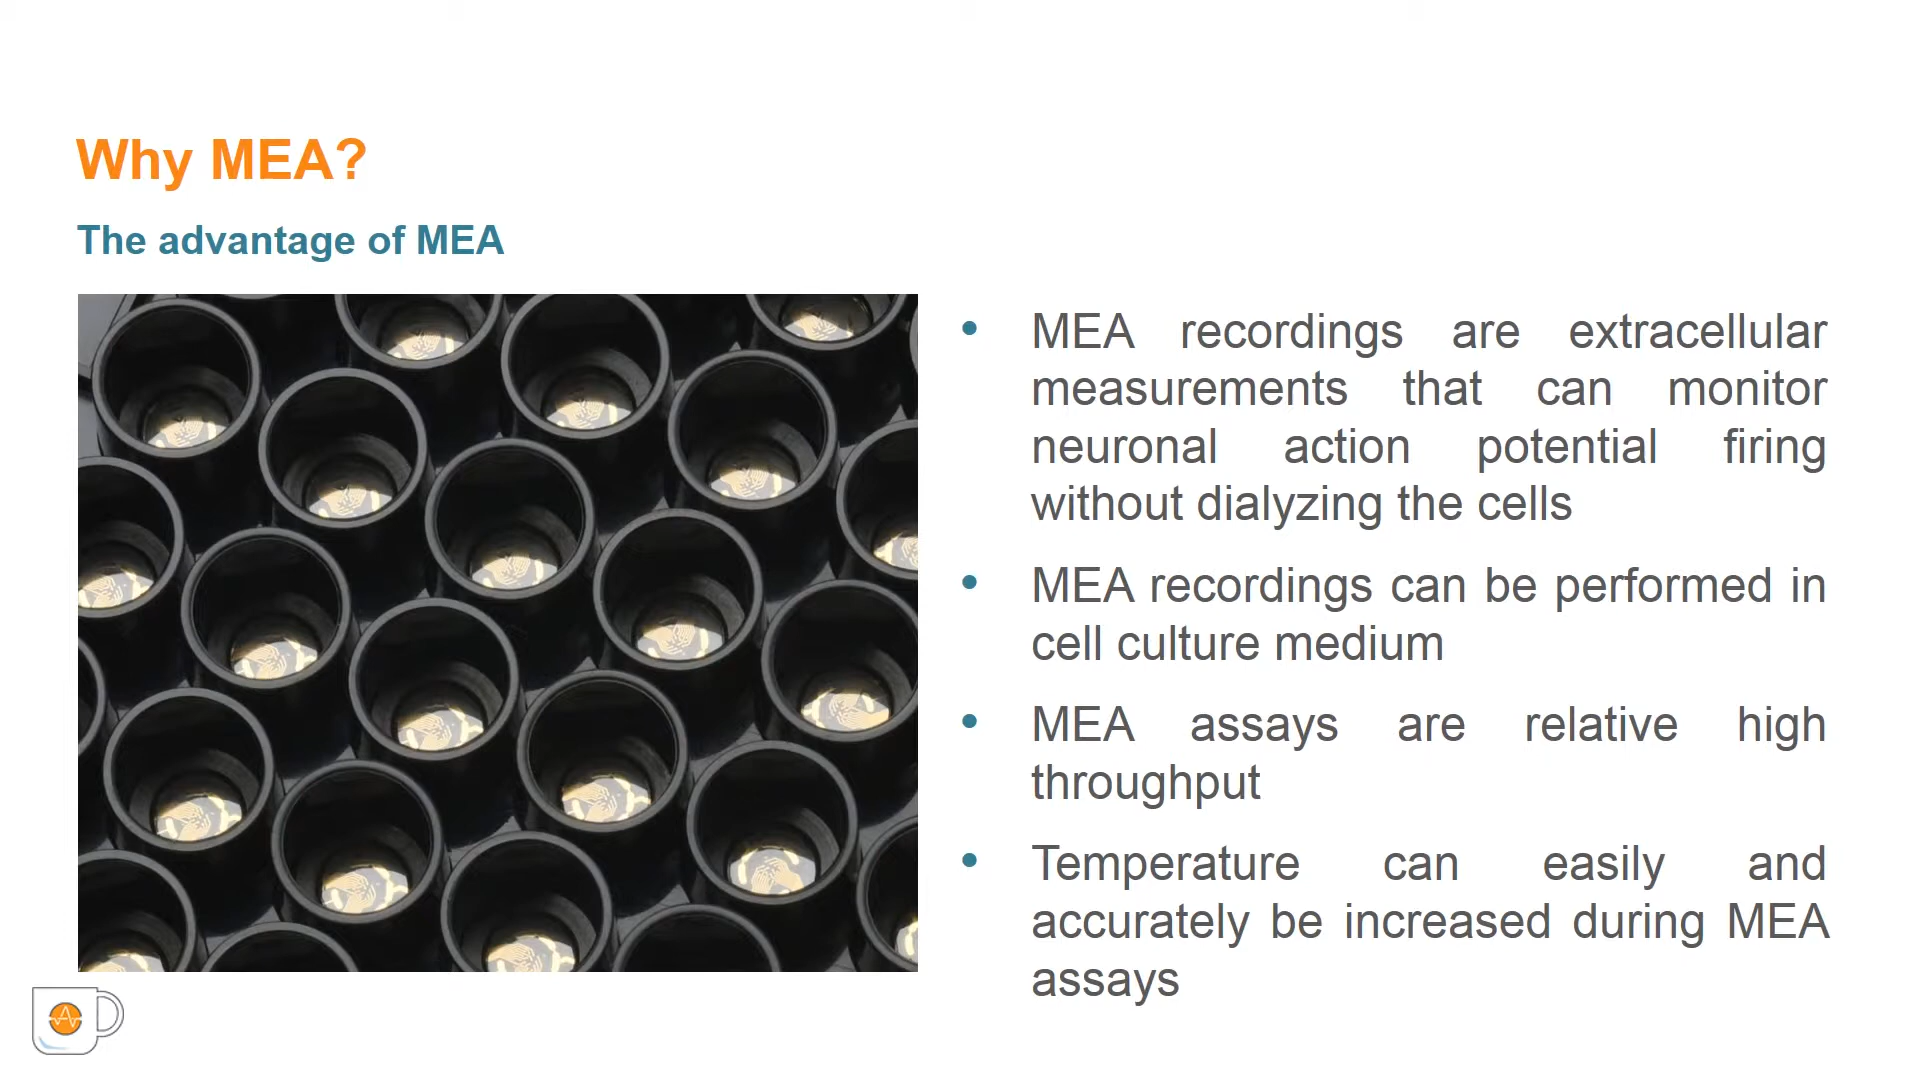 Why MEA?
The advantage of MEA
• MEA recordings are extracellular
measurements that can monitor
neuronal action potential firing
without dialyzing the cells
• MEA recordings can be performed in
cell culture medium
• MEA assays are relative high
throughput
• Temperature can easily and
accurately be increased during MEA
assays